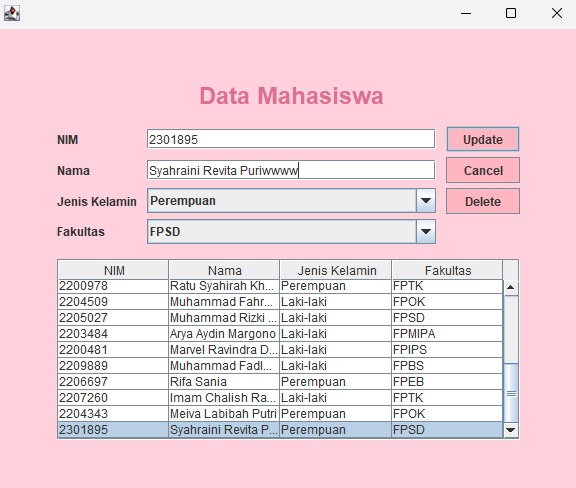 Data Mahasiswa
NIM 2301895 Update
Nama Syahraini Revita Puriwwww Cancel
Jenis Kelamin Perempuan Delete
Fakultas FPSD
NIM Nama Jenis Kelamin Fakultas
2200978 Ratu Syahirah Kh... Perempuan FPTK
2204509 Muhammad Fahr... Laki-laki FPOK
2205027 Muhammad Rizki ... Laki-laki FPSD
2203484 Arya Aydin Margono Laki-laki FPMIPA
2200481 Marvel Ravindra D... Laki-laki FPIPS
2209889 Muhammad Fadl... Laki-laki FPBS
2206697 Rifa Sania Perempuan FPEB
2207260 Imam Chalish Ra... Laki-laki FPTK
2204343 Meiva Labibah Putri Perempuan FPOK
2301895 Syahraini Revita P... Perempuan FPSD